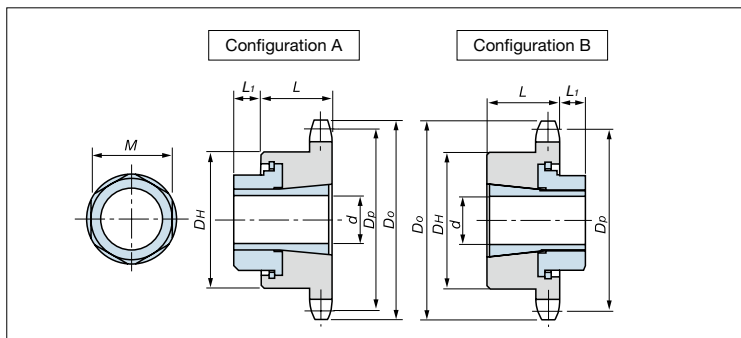 Configuration A
Configuration B
L1 L
L L1
M
DH
d
Dp
Do
Do
DH
d
Dp